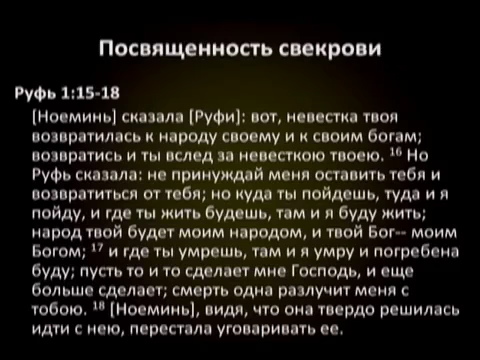 Посвященность свекрови
Руфь 1:15-18
[Ноеминь] сказала [Руфи]: вот, невестка твоя
возвратилась к народу своему и к своим богам;
возвратись и ты вслед за невесткою твоею. 16 Но
Руфь сказала: не принуждай меня оставить тебя и
возвратиться от тебя; но куда ты пойдешь, туда и я
пойду, и где ты жить будешь, там и я буду жить;
народ твой будет моим народом, и твой Бог-- моим
Богом; 17 и где ты умрешь, там и я умру и погребена
буду; пусть то и то сделает мне Господь, и еще
больше сделает; смерть одна разлучит меня с
тобою. 18 [Ноеминь], видя, что она твердо решилась
идти с нею, перестала уговаривать ее.